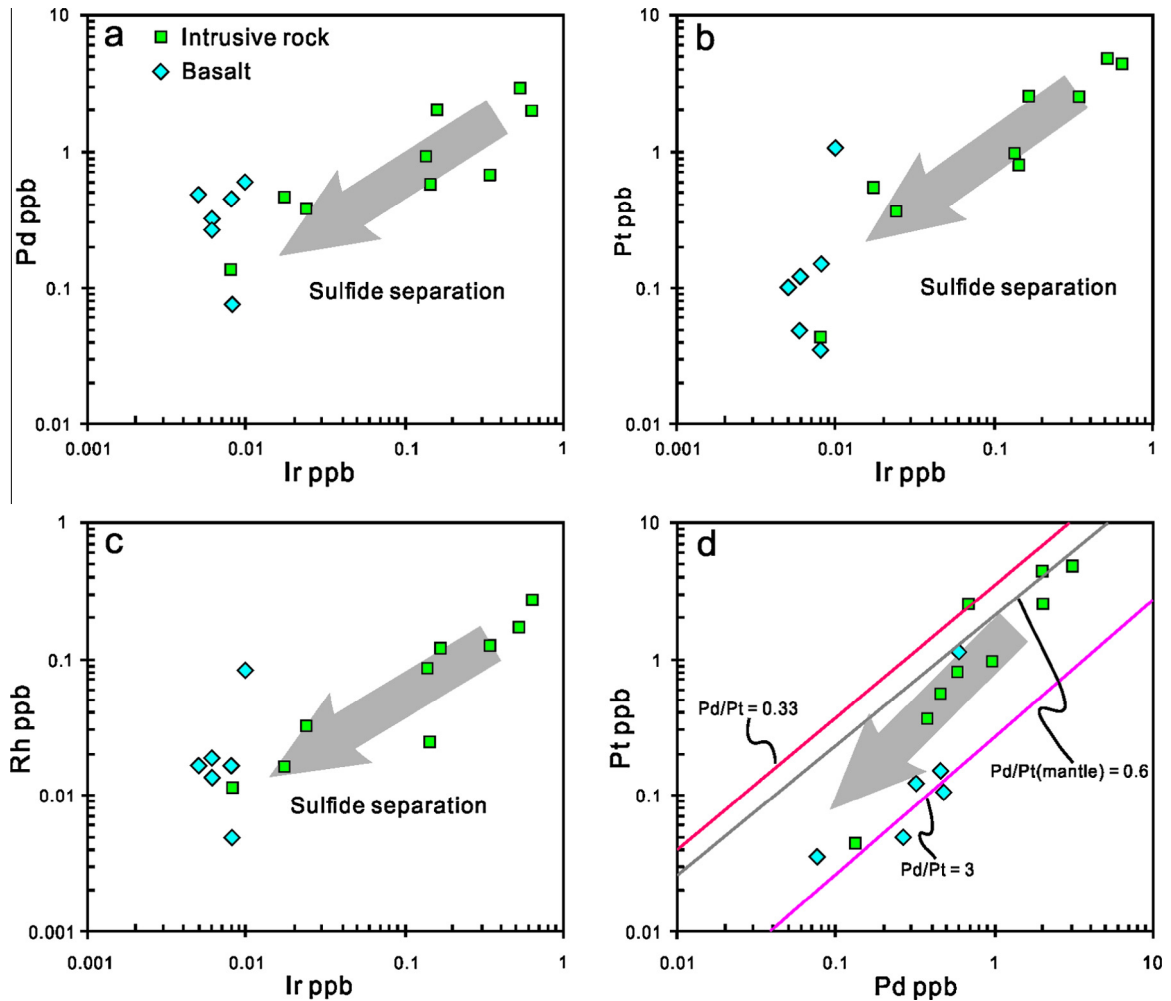 a
Intrusive rock
Basalt
10
1
0.1
0.01
Pd ppb
Sulfide separation
0.001
0.01
0.1
1
Ir ppb
b
10
1
0.1
0.01
Pt ppb
Sulfide separation
0.001
0.01
0.1
1
Ir ppb
c
1
0.1
0.01
0.001
Rh ppb
Sulfide separation
0.001
0.01
0.1
1
Ir ppb
d
10
1
0.1
0.01
Pt ppb
Pd/Pt = 0.33
Pd/Pt(mantle) = 0.6
Pd/Pt = 3
0.01
0.1
1
10
Pd ppb